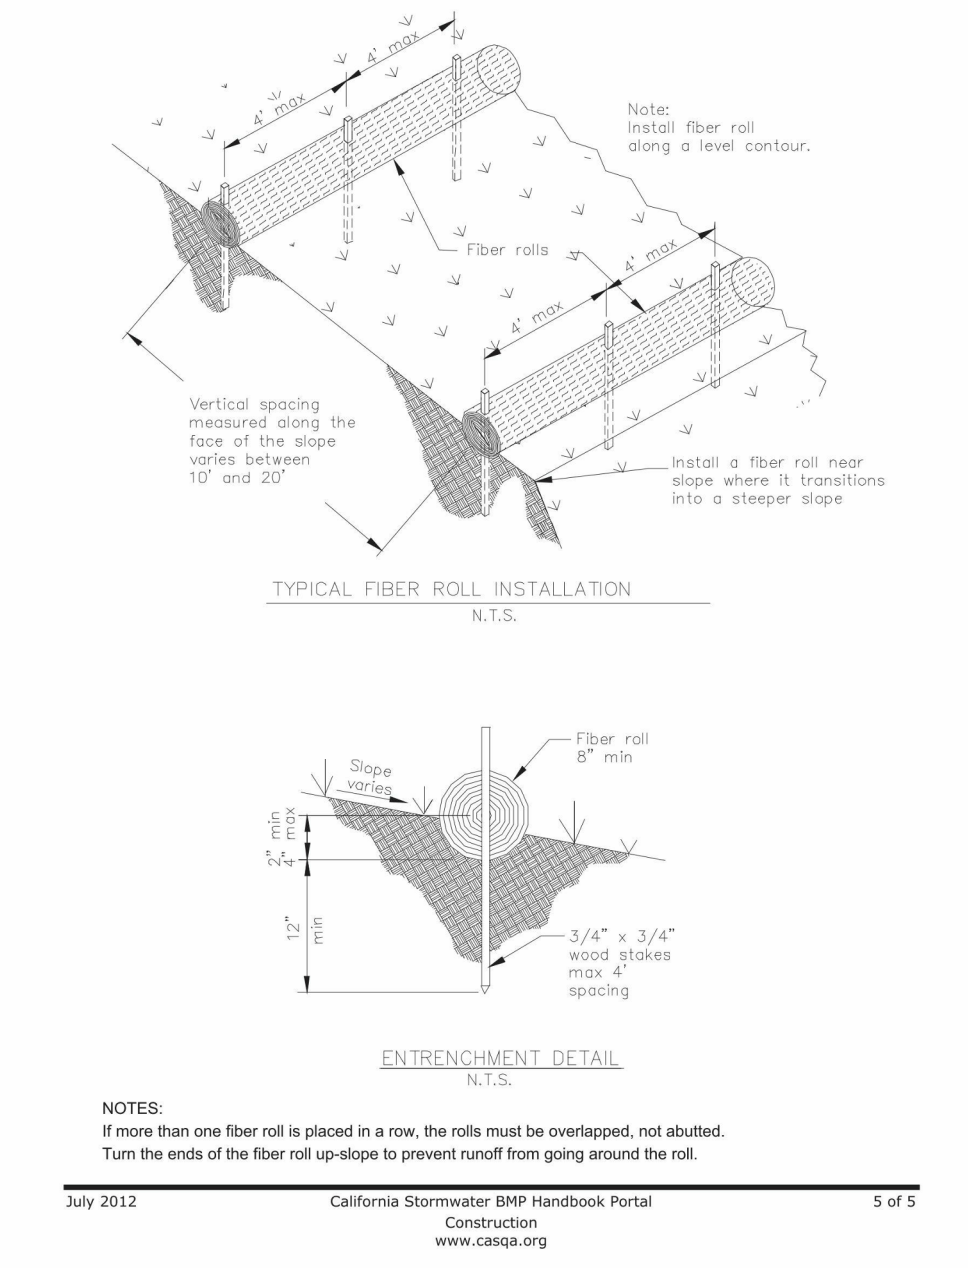 4' max
4' max
Note:
Install fiber roll
along a level contour.
Fiber rolls
4' max
4' max
Vertical spacing
measured along the
face of the slope
varies between
10' and 20'
Install a fiber roll near
slope where it transitions
into a steeper slope
TYPICAL FIBER ROLL INSTALLATION
N.T.S.
Fiber roll
8" min
Slope
varies
2" min
4" max
12"
min
3/4" x 3/4"
wood stakes
max 4'
spacing
ENTRENCHMENT DETAIL
N.T.S.
NOTES:
If more than one fiber roll is placed in a row, the rolls must be overlapped, not abutted.
Turn the ends of the fiber roll up-slope to prevent runoff from going around the roll.
July 2012 California Stormwater BMP Handbook Portal 5 of 5
Construction
www.casqa.org